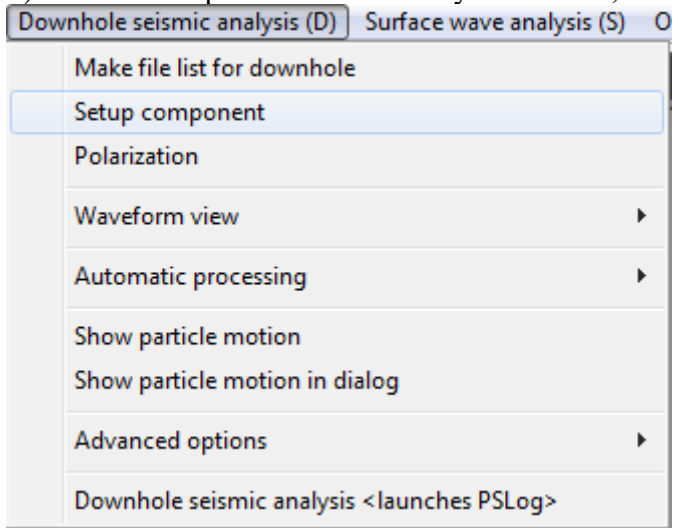 Downhole seismic analysis (D) Surface wave analysis (S) O
Make file list for downhole
Setup component
Polarization
Waveform view
Automatic processing
Show particle motion
Show particle motion in dialog
Advanced options
Downhole seismic analysis <launches PSLog>